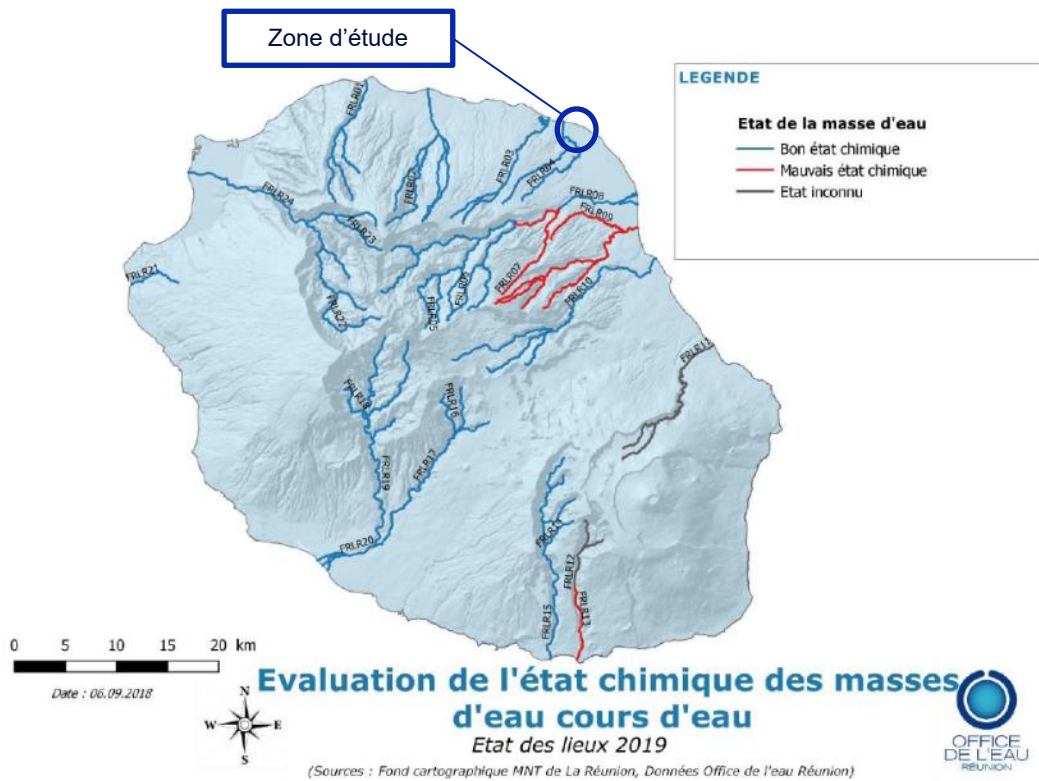 Zone d'étude
LEGENDE
Etat de la masse d'eau
Bon état chimique
Mauvais état chimique
Etat inconnu
FRLR01
FRLR02
FRLR03
FRLR04
FRLR24
FRLR23
FRLR08
FRLR09
FRLR21
FRLR22
FRLR05
FRLR07
FRLR10
FRLR11
FRLR18
FRLR16
FRLR19
FRLR17
FRLR20
FRLR14
FRLR12
FRLR15
FRLR13
0 5 10 15 20 km
Date : 06.09.2018
N
W E
S
Evaluation de l'état chimique des masses
d'eau cours d'eau
Etat des lieux 2019
(Sources : Fond cartographique MNT de La Réunion, Données Office de l'eau Réunion)
OFFICE
DE L'EAU
RÉUNION